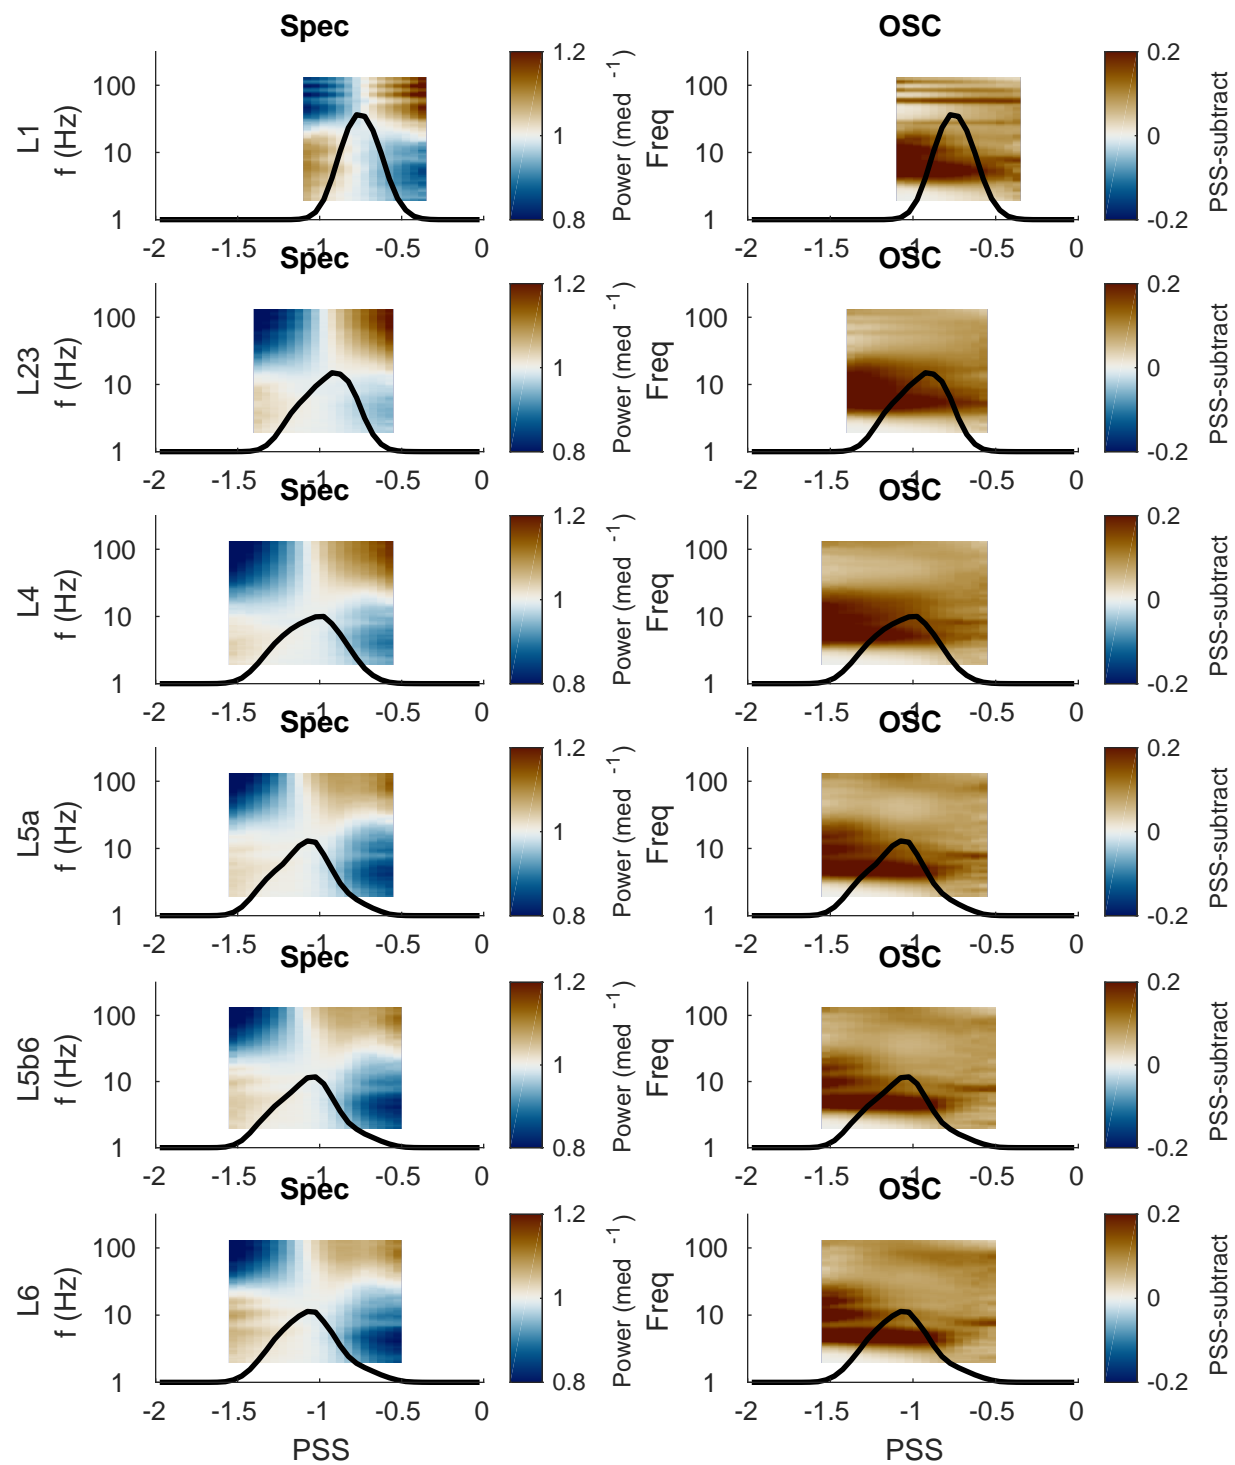 Spec OSC
100 10 1
L1
f (Hz)
-2 -1.5 -1 -0.5 0
1.2 1 0.8
Power (med -1)
Freq
100 10 1
-2 -1.5 -1 -0.5 0
0.2 0 -0.2
PSS-subtract
Spec OSC
100 10 1
L23
f (Hz)
-2 -1.5 -1 -0.5 0
1.2 1 0.8
Power (med -1)
Freq
100 10 1
-2 -1.5 -1 -0.5 0
0.2 0 -0.2
PSS-subtract
Spec OSC
100 10 1
L4
f (Hz)
-2 -1.5 -1 -0.5 0
1.2 1 0.8
Power (med -1)
Freq
100 10 1
-2 -1.5 -1 -0.5 0
0.2 0 -0.2
PSS-subtract
Spec OSC
100 10 1
L5a
f (Hz)
-2 -1.5 -1 -0.5 0
1.2 1 0.8
Power (med -1)
Freq
100 10 1
-2 -1.5 -1 -0.5 0
0.2 0 -0.2
PSS-subtract
Spec OSC
100 10 1
L5b6
f (Hz)
-2 -1.5 -1 -0.5 0
1.2 1 0.8
Power (med -1)
Freq
100 10 1
-2 -1.5 -1 -0.5 0
0.2 0 -0.2
PSS-subtract
Spec OSC
100 10 1
L6
f (Hz)
-2 -1.5 -1 -0.5 0
PSS
1.2 1 0.8
Power (med -1)
Freq
100 10 1
-2 -1.5 -1 -0.5 0
PSS
0.2 0 -0.2
PSS-subtract